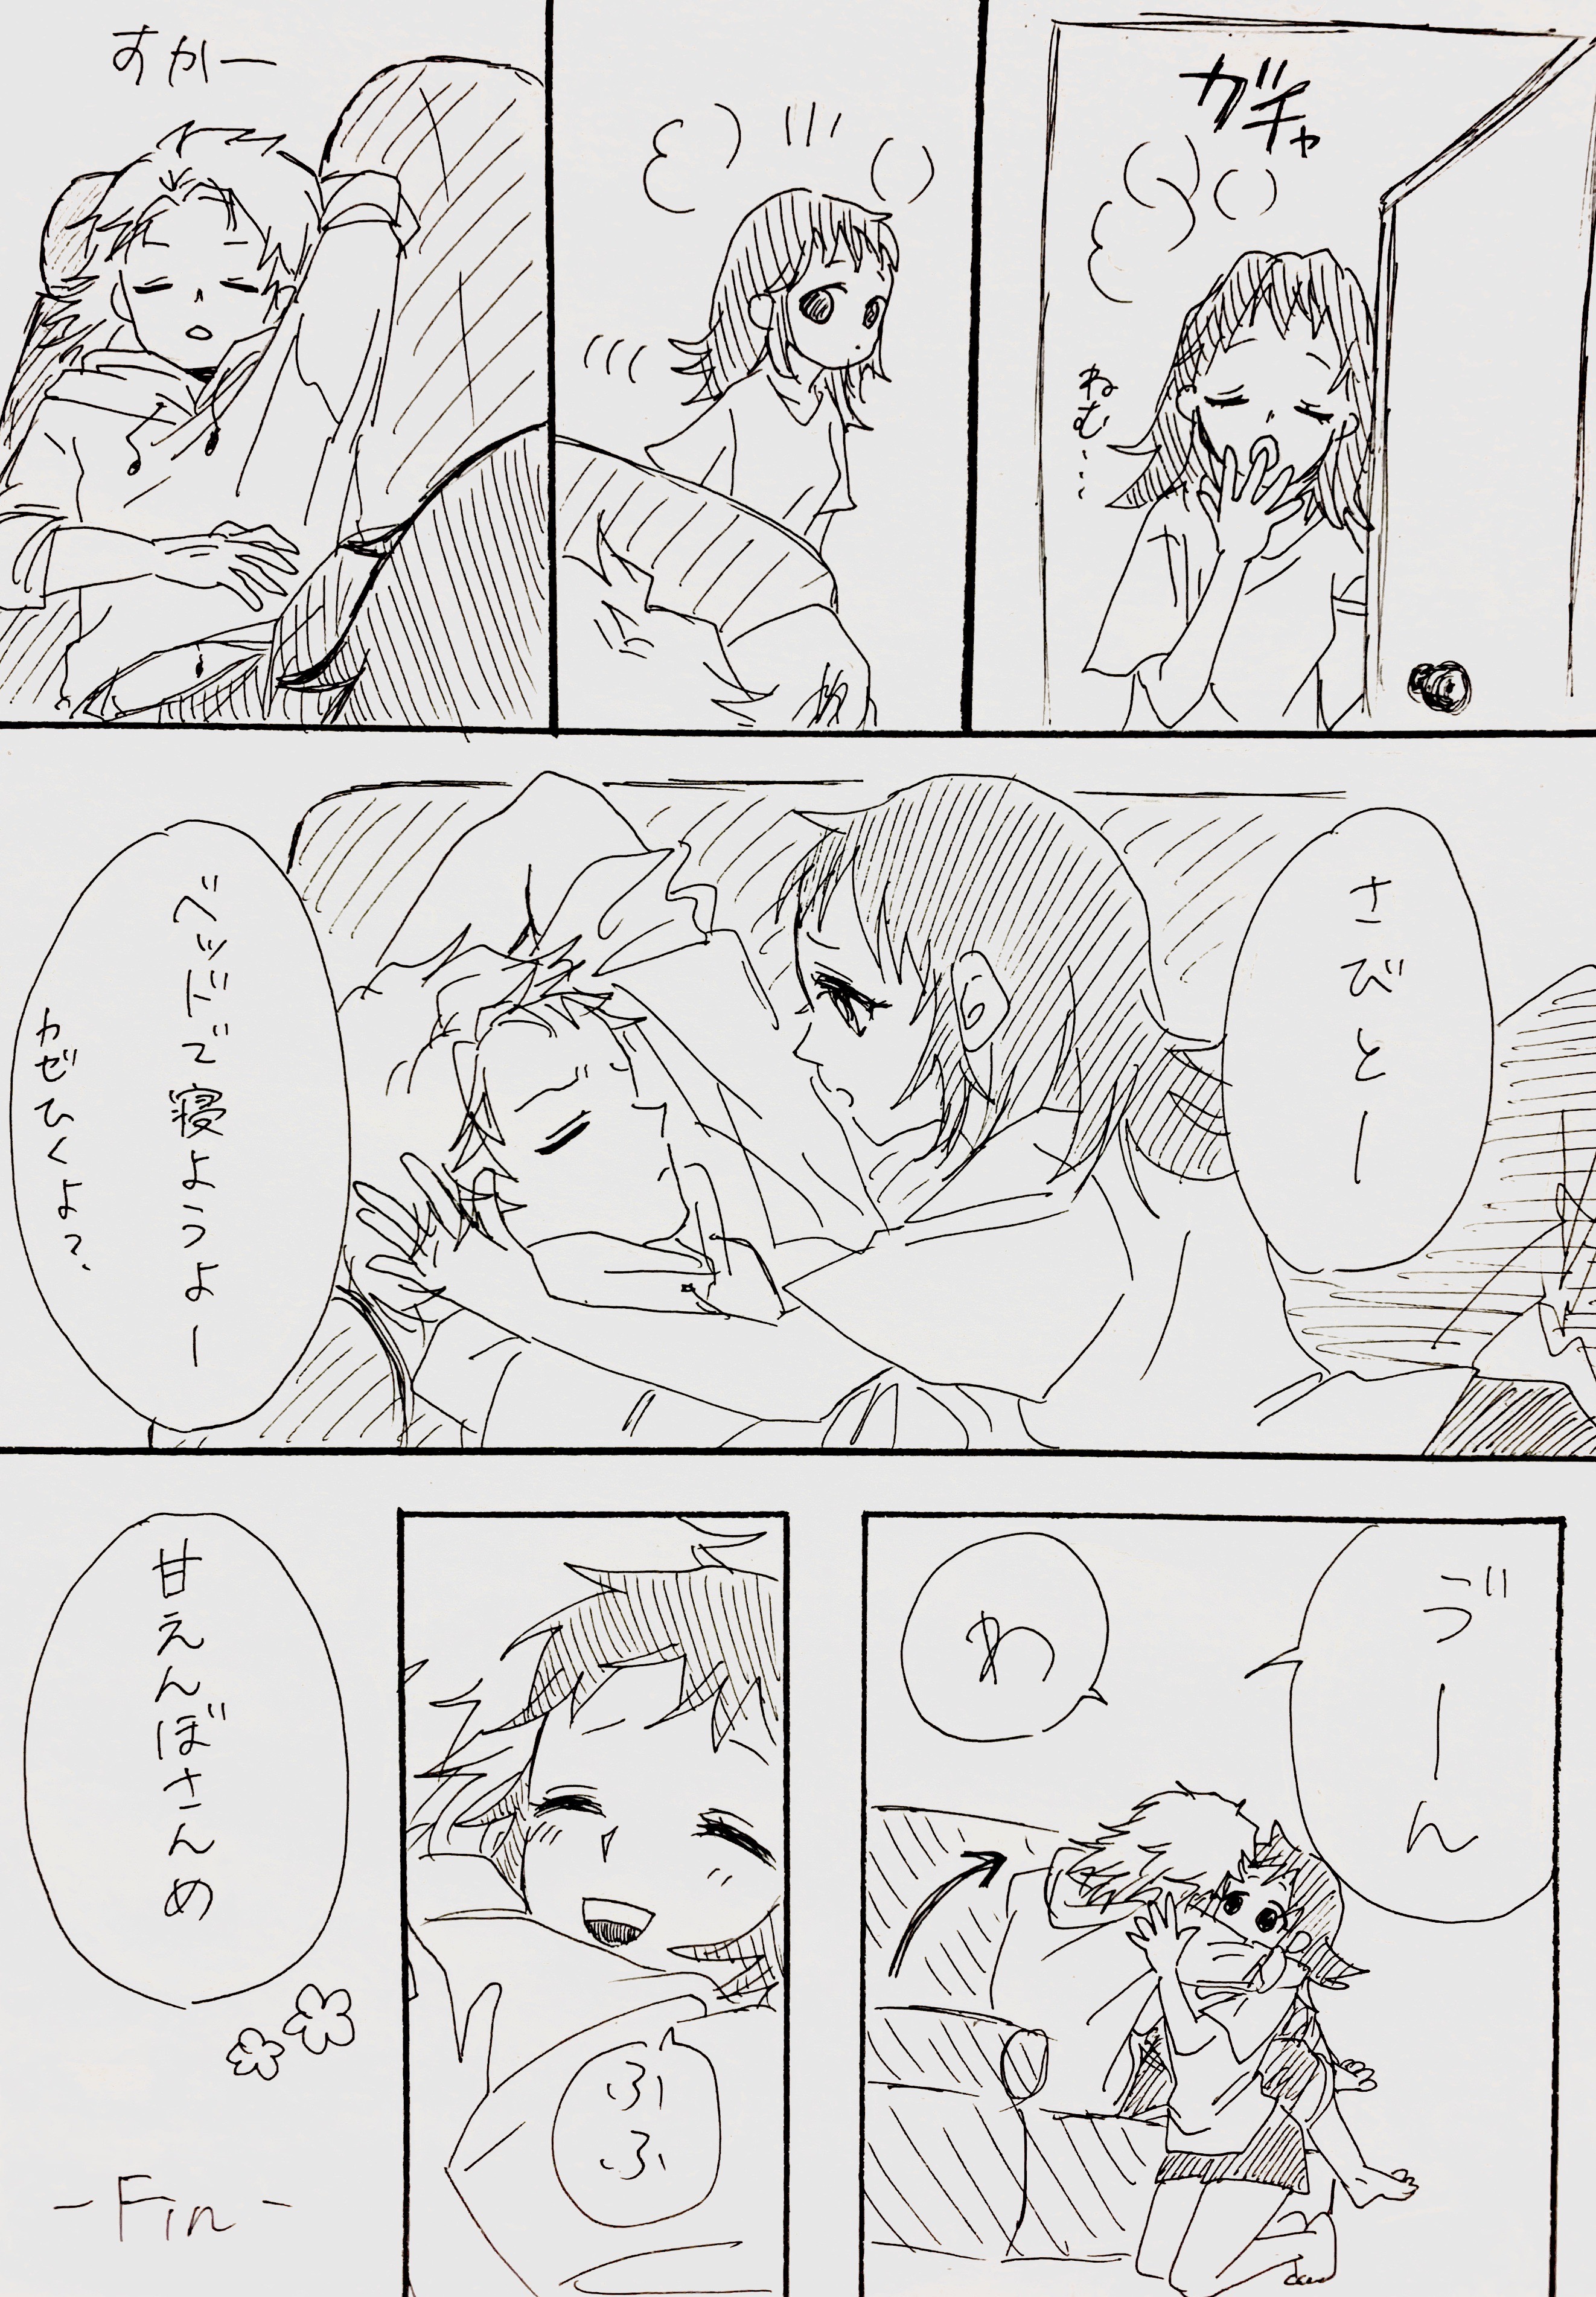 ガチャ
ねむ…
すかー
さびとー
ベッドで寝ようよー
カゼひくよ?
ゔーん
わ
ふふ
甘えんぼさんめ
-Fin-